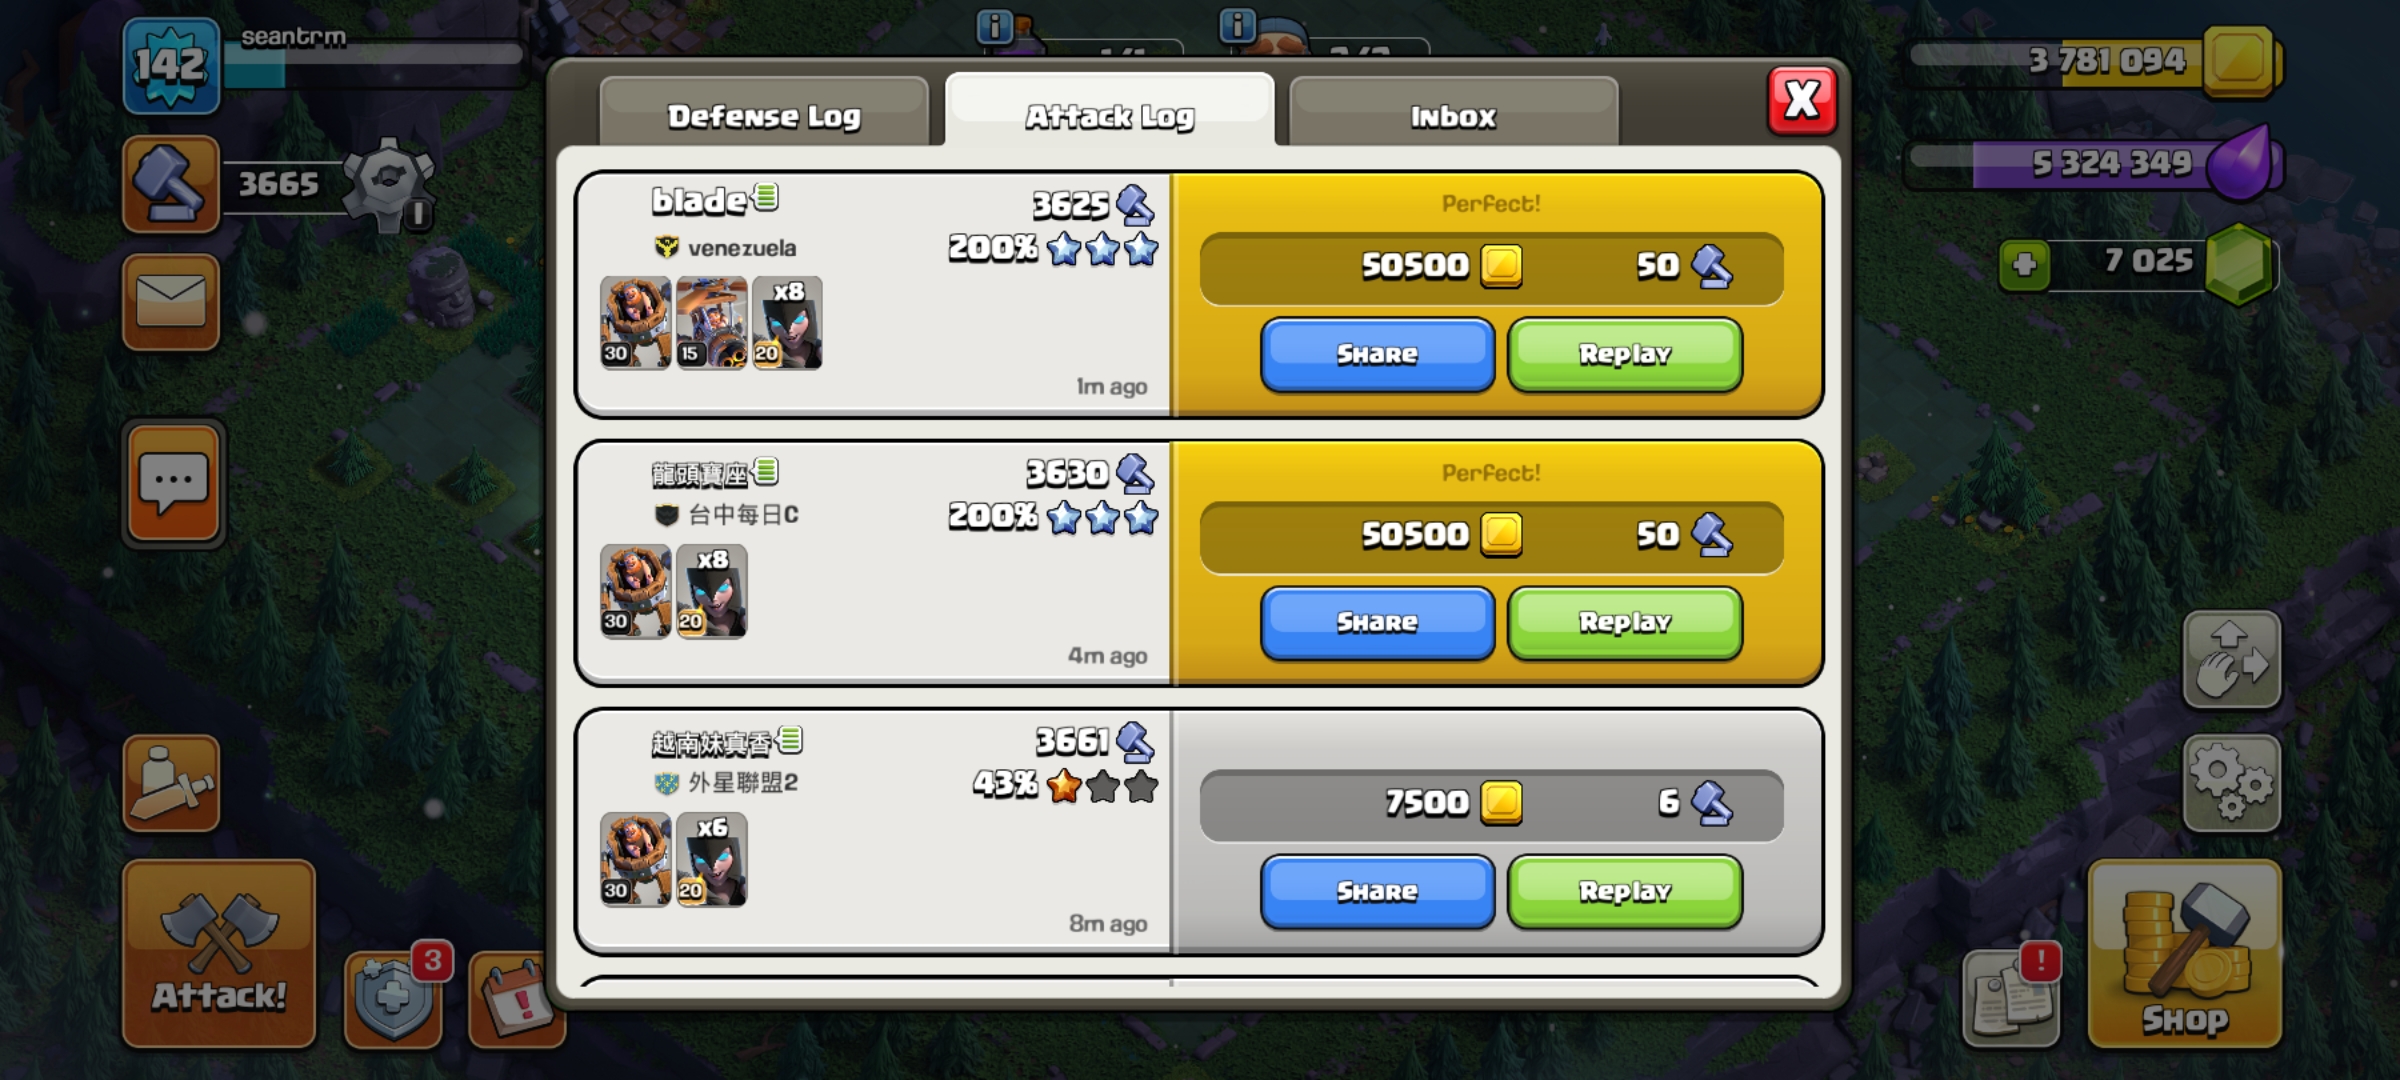 142
seantrm
3665
I
3 781 094
5 324 349
7 025
Defense Log
Attack Log
Inbox
X
blade
3625
venezuela
200%
30
15
x8
20
1m ago
Perfect!
50500
50
Share
Replay
龍頭寶座
3630
台中每日C
200%
30
x8
20
4m ago
Perfect!
50500
50
Share
Replay
越南妹真香
3661
外星聯盟2
43%
30
x6
20
8m ago
7500
6
Share
Replay
Attack!
3
!
Shop